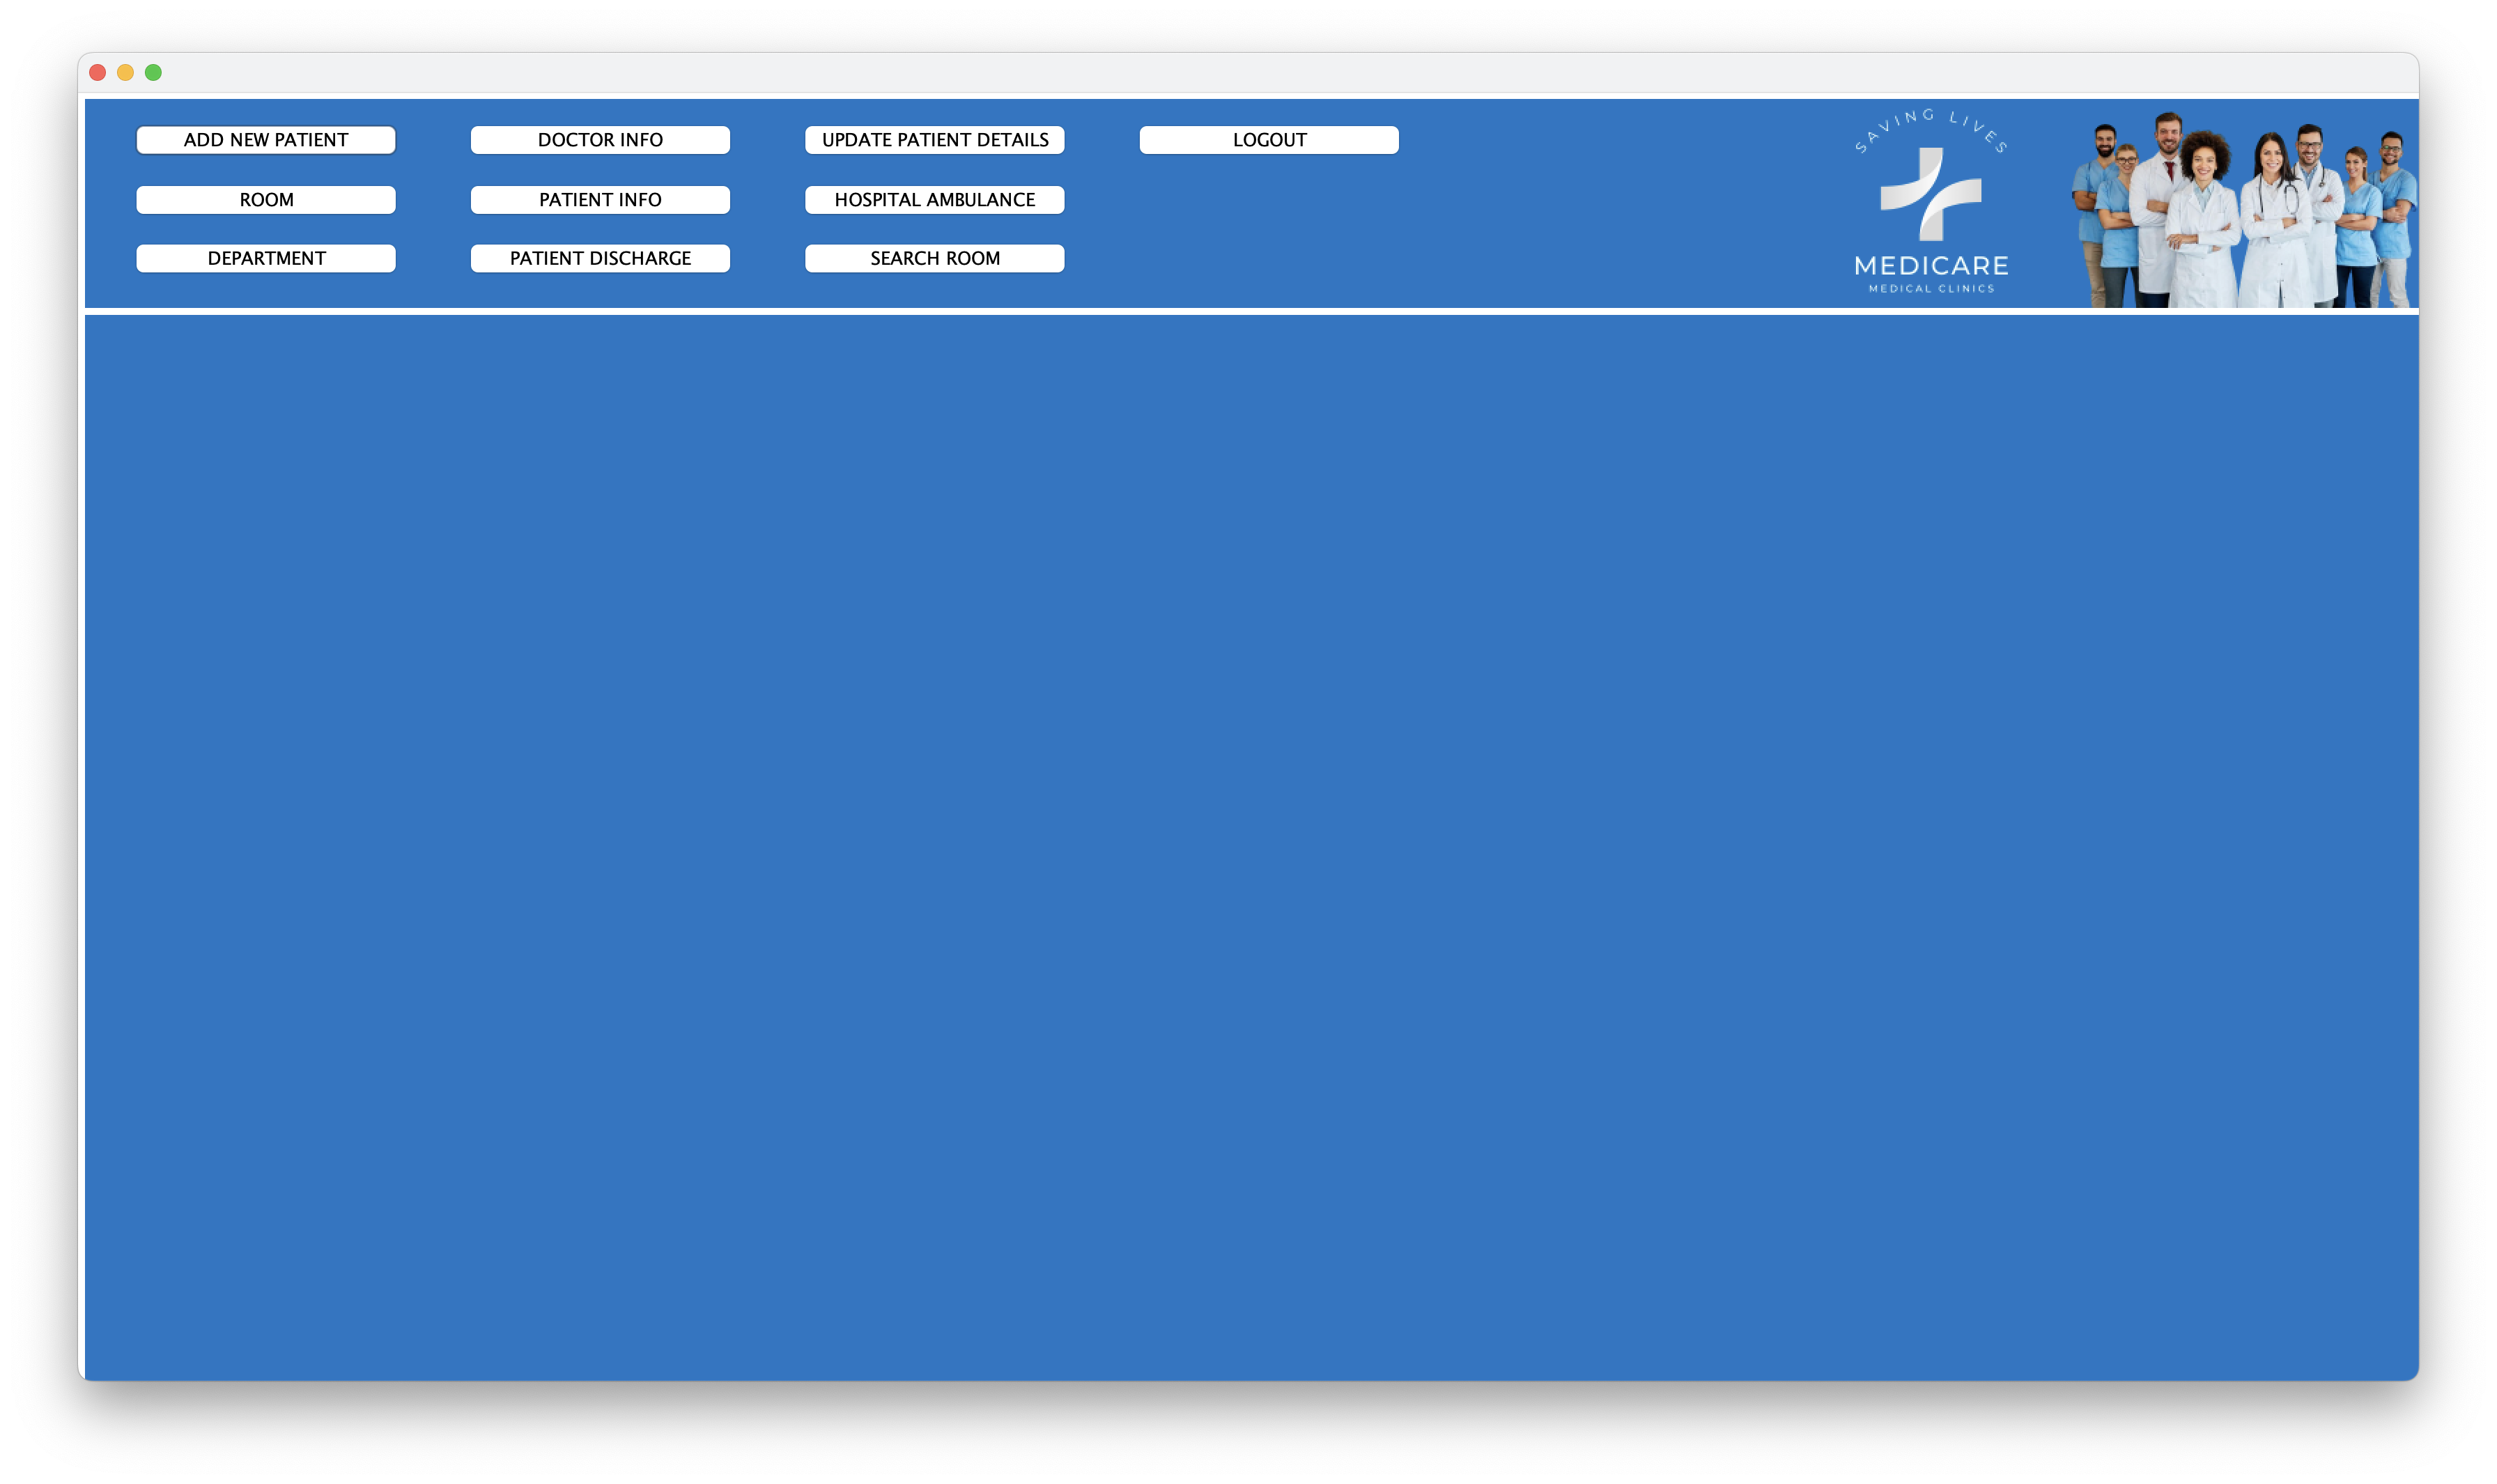 ADD NEW PATIENT
DOCTOR INFO
UPDATE PATIENT DETAILS
LOGOUT
ROOM
PATIENT INFO
HOSPITAL AMBULANCE
DEPARTMENT
PATIENT DISCHARGE
SEARCH ROOM
SAVING LIVES
MEDICARE
MEDICAL CLINICS